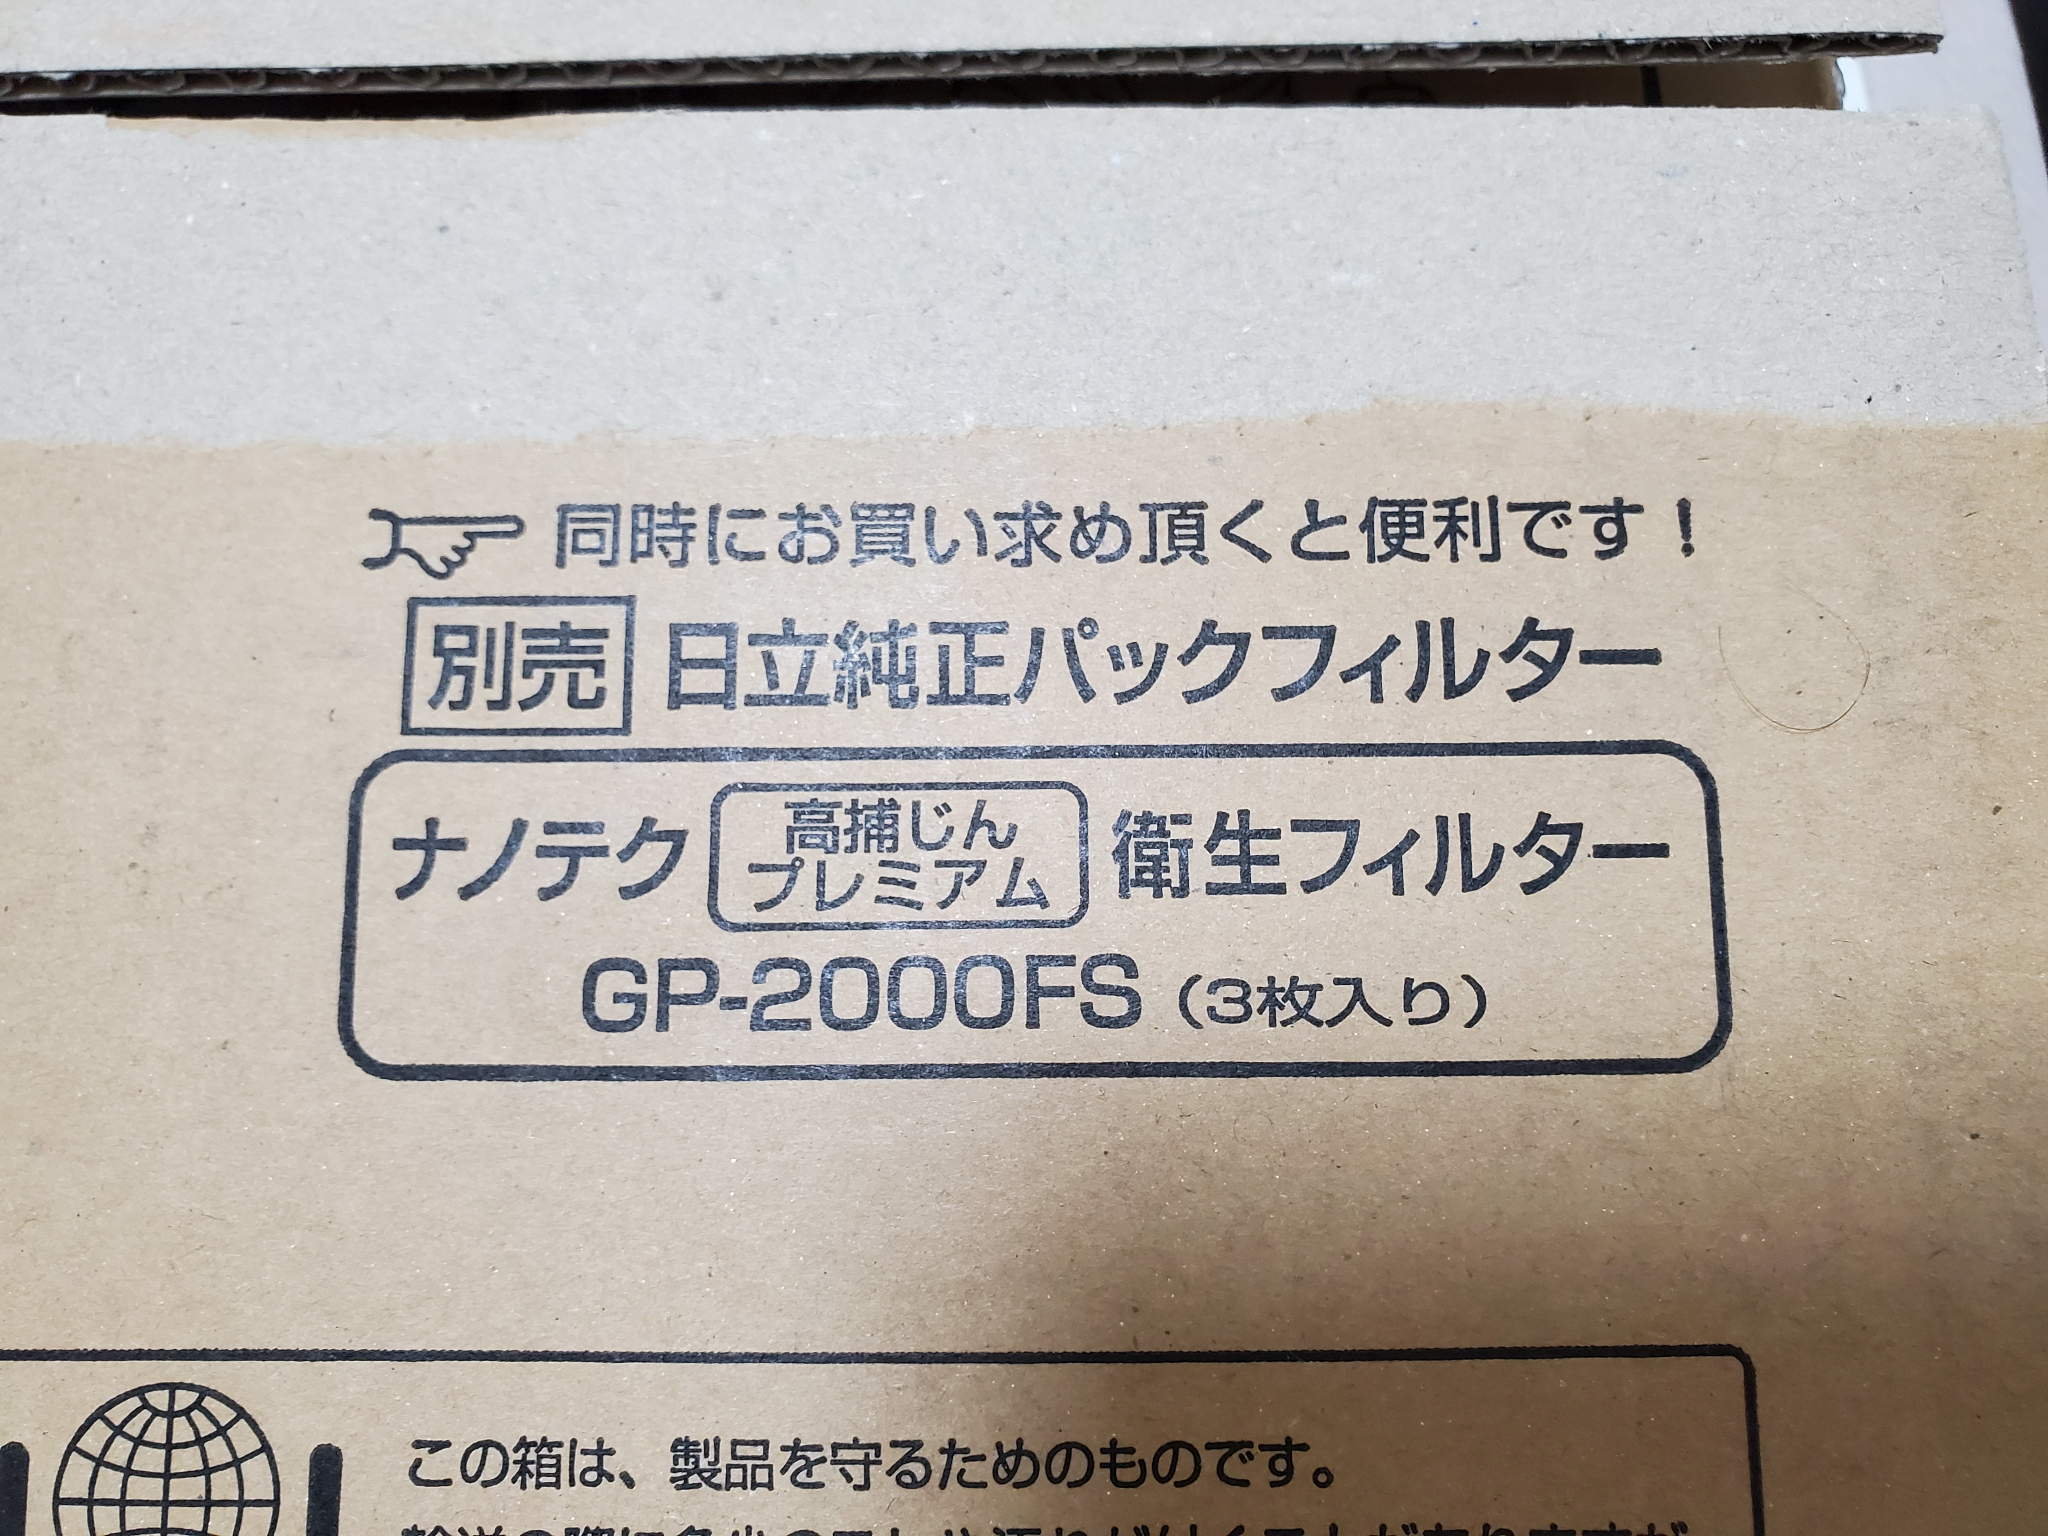 同時にお買い求め頂くと便利です！
別売 日立純正パックフィルター
ナノテク 高捕じんプレミアム 衛生フィルター
GP-2000FS（3枚入り）
この箱は、製品を守るためのものです。